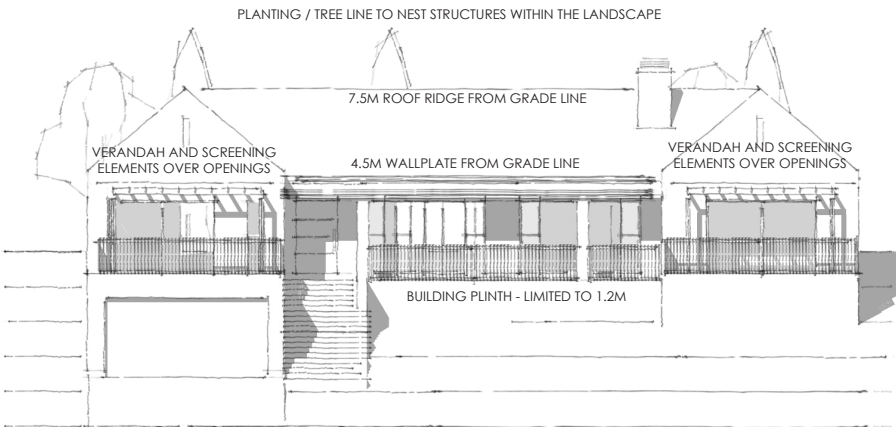 PLANTING / TREE LINE TO NEST STRUCTURES WITHIN THE LANDSCAPE
7.5M ROOF RIDGE FROM GRADE LINE
VERANDAH AND SCREENING
ELEMENTS OVER OPENINGS
4.5M WALLPLATE FROM GRADE LINE
VERANDAH AND SCREENING
ELEMENTS OVER OPENINGS
BUILDING PLINTH - LIMITED TO 1.2M